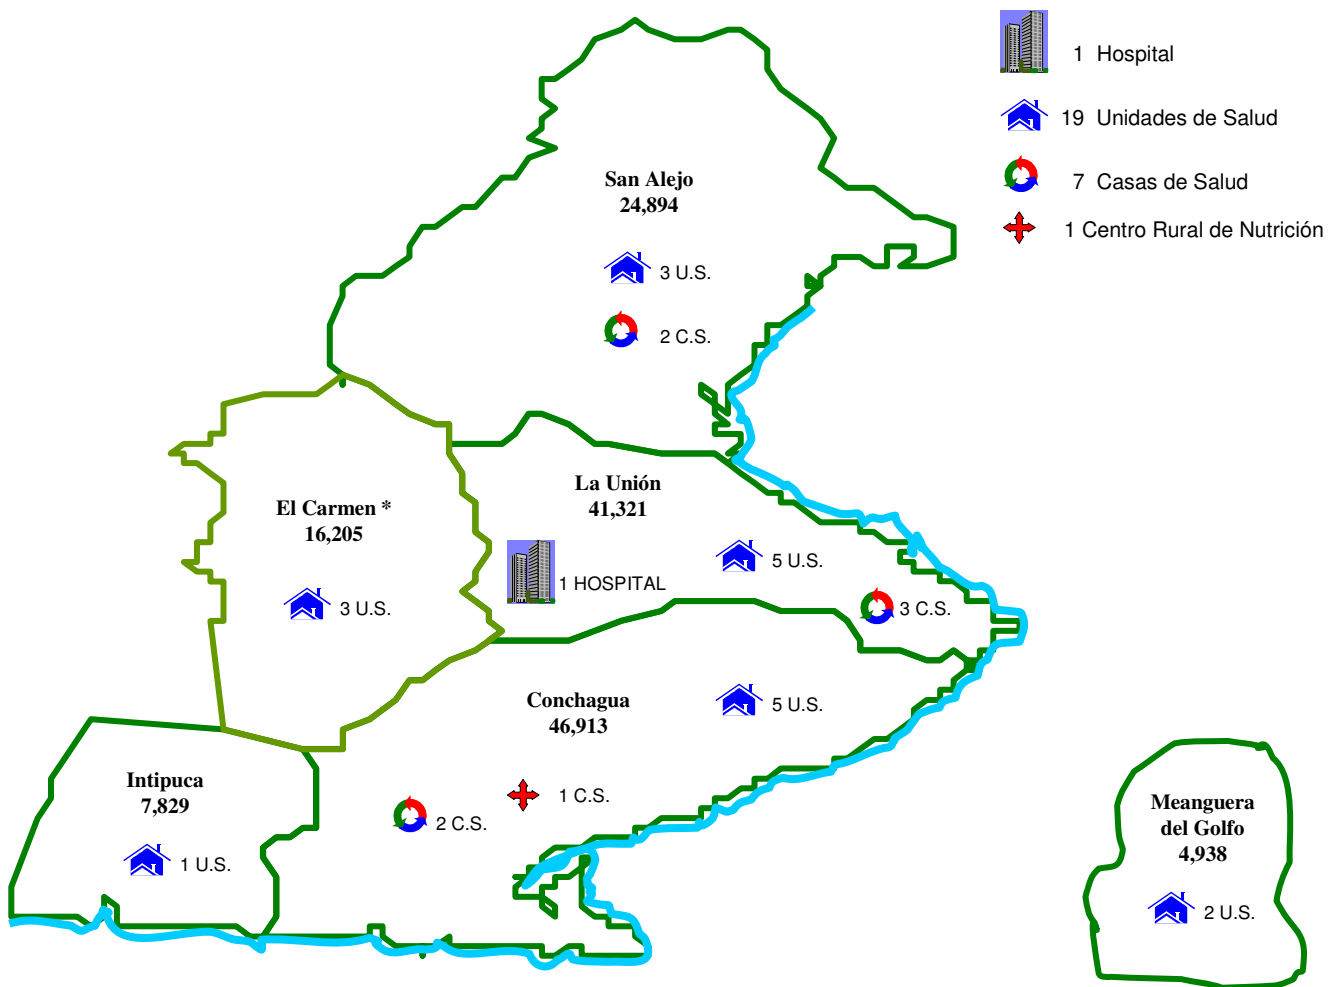 1 Hospital
19 Unidades de Salud
7 Casas de Salud
1 Centro Rural de Nutrición
San Alejo
24,894
3 U.S.
2 C.S.
La Unión
41,321
5 U.S.
1 HOSPITAL
3 C.S.
El Carmen *
16,205
3 U.S.
Conchagua
46,913
5 U.S.
1 C.S.
2 C.S.
Intipuca
7,829
1 U.S.
Meanguera
del Golfo
4,938
2 U.S.